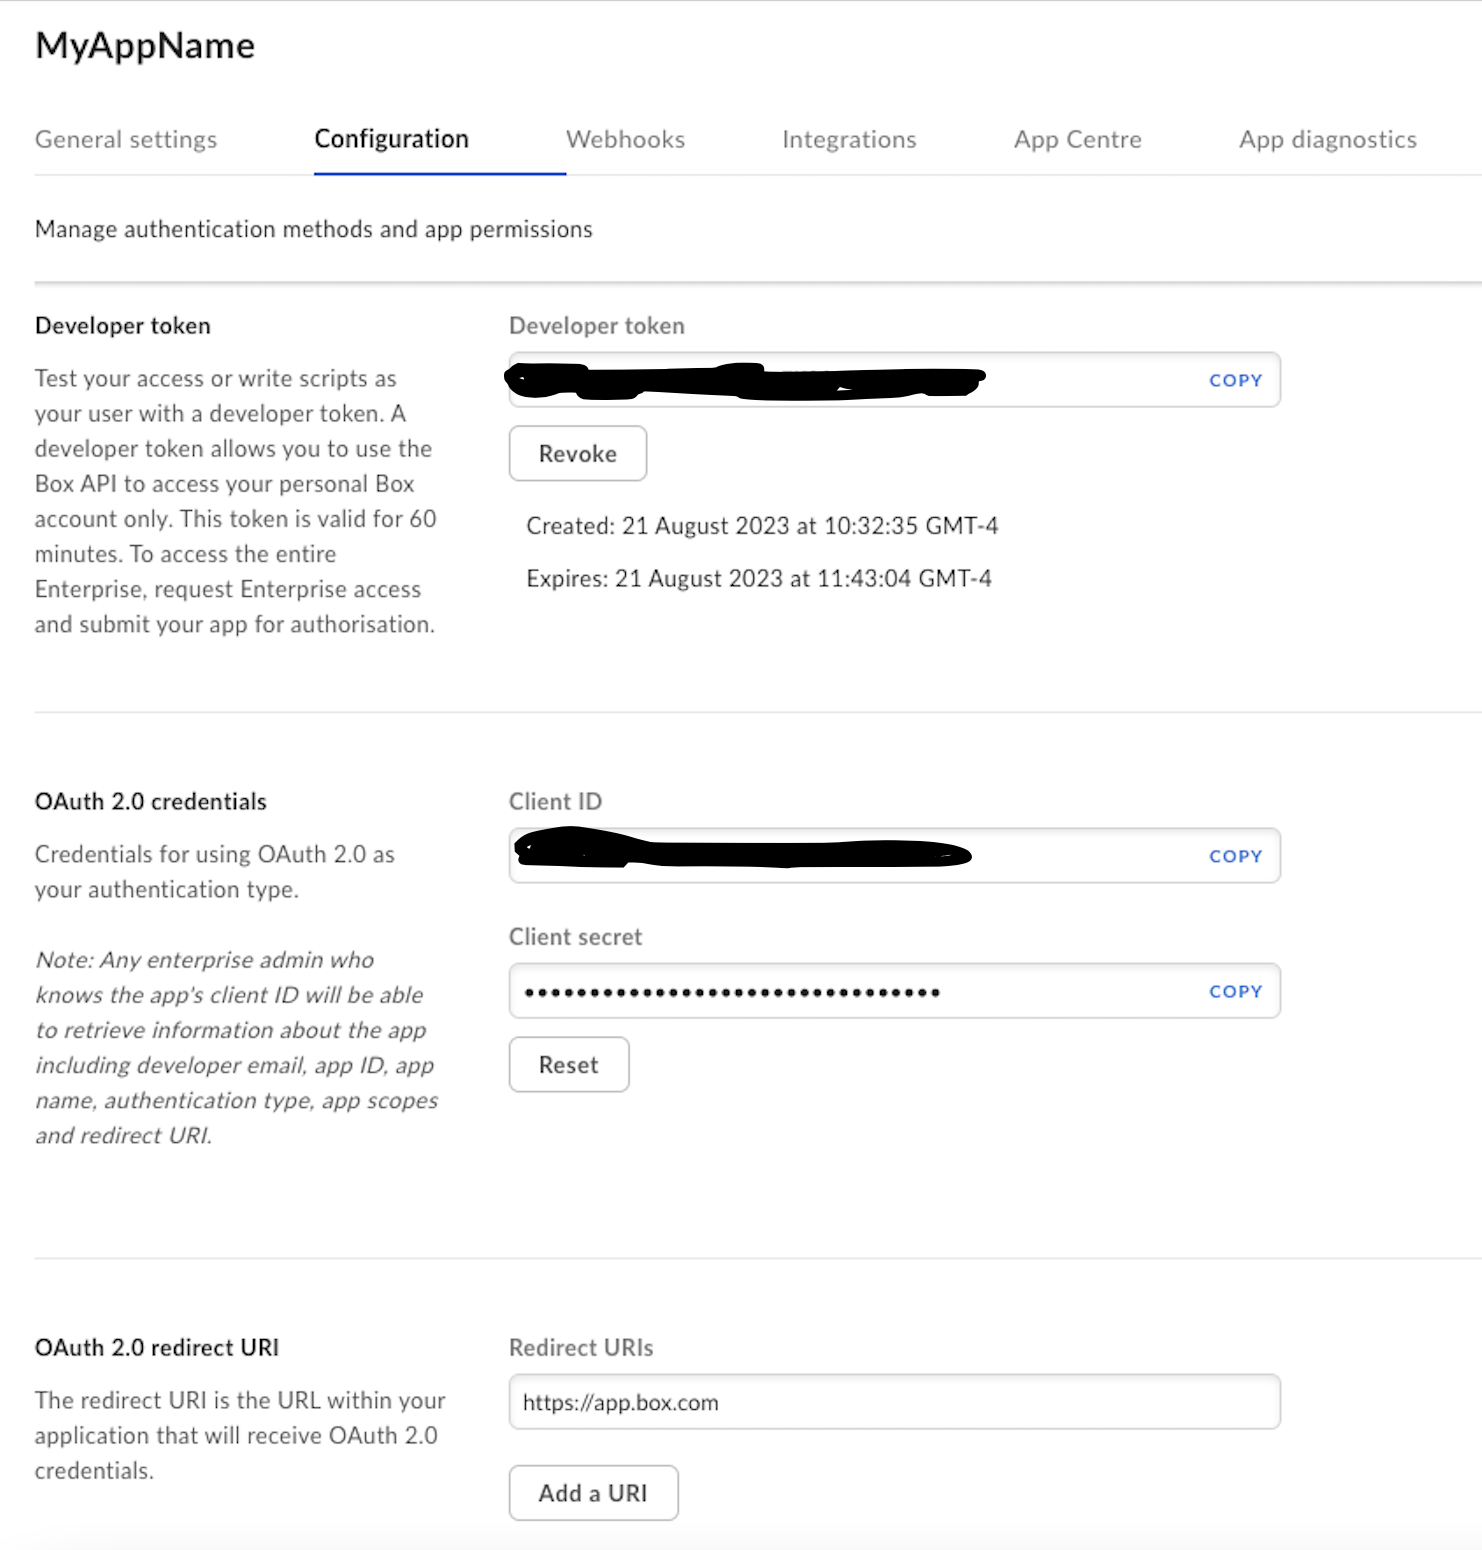 MyAppName
General settings Configuration Webhooks Integrations App Centre App diagnostics
Manage authentication methods and app permissions
Developer token
Test your access or write scripts as
your user with a developer token. A
developer token allows you to use the
Box API to access your personal Box
account only. This token is valid for 60
minutes. To access the entire
Enterprise, request Enterprise access
and submit your app for authorisation.
Developer token
COPY
Revoke
Created: 21 August 2023 at 10:32:35 GMT-4
Expires: 21 August 2023 at 11:43:04 GMT-4
OAuth 2.0 credentials
Credentials for using OAuth 2.0 as
your authentication type.
Note: Any enterprise admin who
knows the app's client ID will be able
to retrieve information about the app
including developer email, app ID, app
name, authentication type, app scopes
and redirect URI.
Client ID
COPY
Client secret
••••••••••••••••••••••••••••••••
COPY
Reset
OAuth 2.0 redirect URI
The redirect URI is the URL within your
application that will receive OAuth 2.0
credentials.
Redirect URIs
https://app.box.com
Add a URI